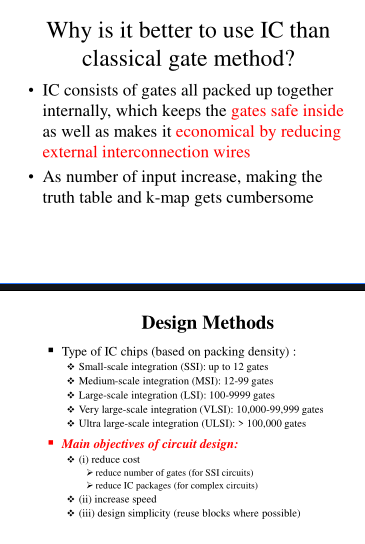 Why is it better to use IC than
classical gate method?
• IC consists of gates all packed up together
internally, which keeps the gates safe inside
as well as makes it economical by reducing
external interconnection wires
• As number of input increase, making the
truth table and k-map gets cumbersome
Design Methods
▪ Type of IC chips (based on packing density) :
❖ Small-scale integration (SSI): up to 12 gates
❖ Medium-scale integration (MSI): 12-99 gates
❖ Large-scale integration (LSI): 100-9999 gates
❖ Very large-scale integration (VLSI): 10,000-99,999 gates
❖ Ultra large-scale integration (ULSI): > 100,000 gates
▪ Main objectives of circuit design:
❖ (i) reduce cost
➢ reduce number of gates (for SSI circuits)
➢ reduce IC packages (for complex circuits)
❖ (ii) increase speed
❖ (iii) design simplicity (reuse blocks where possible)